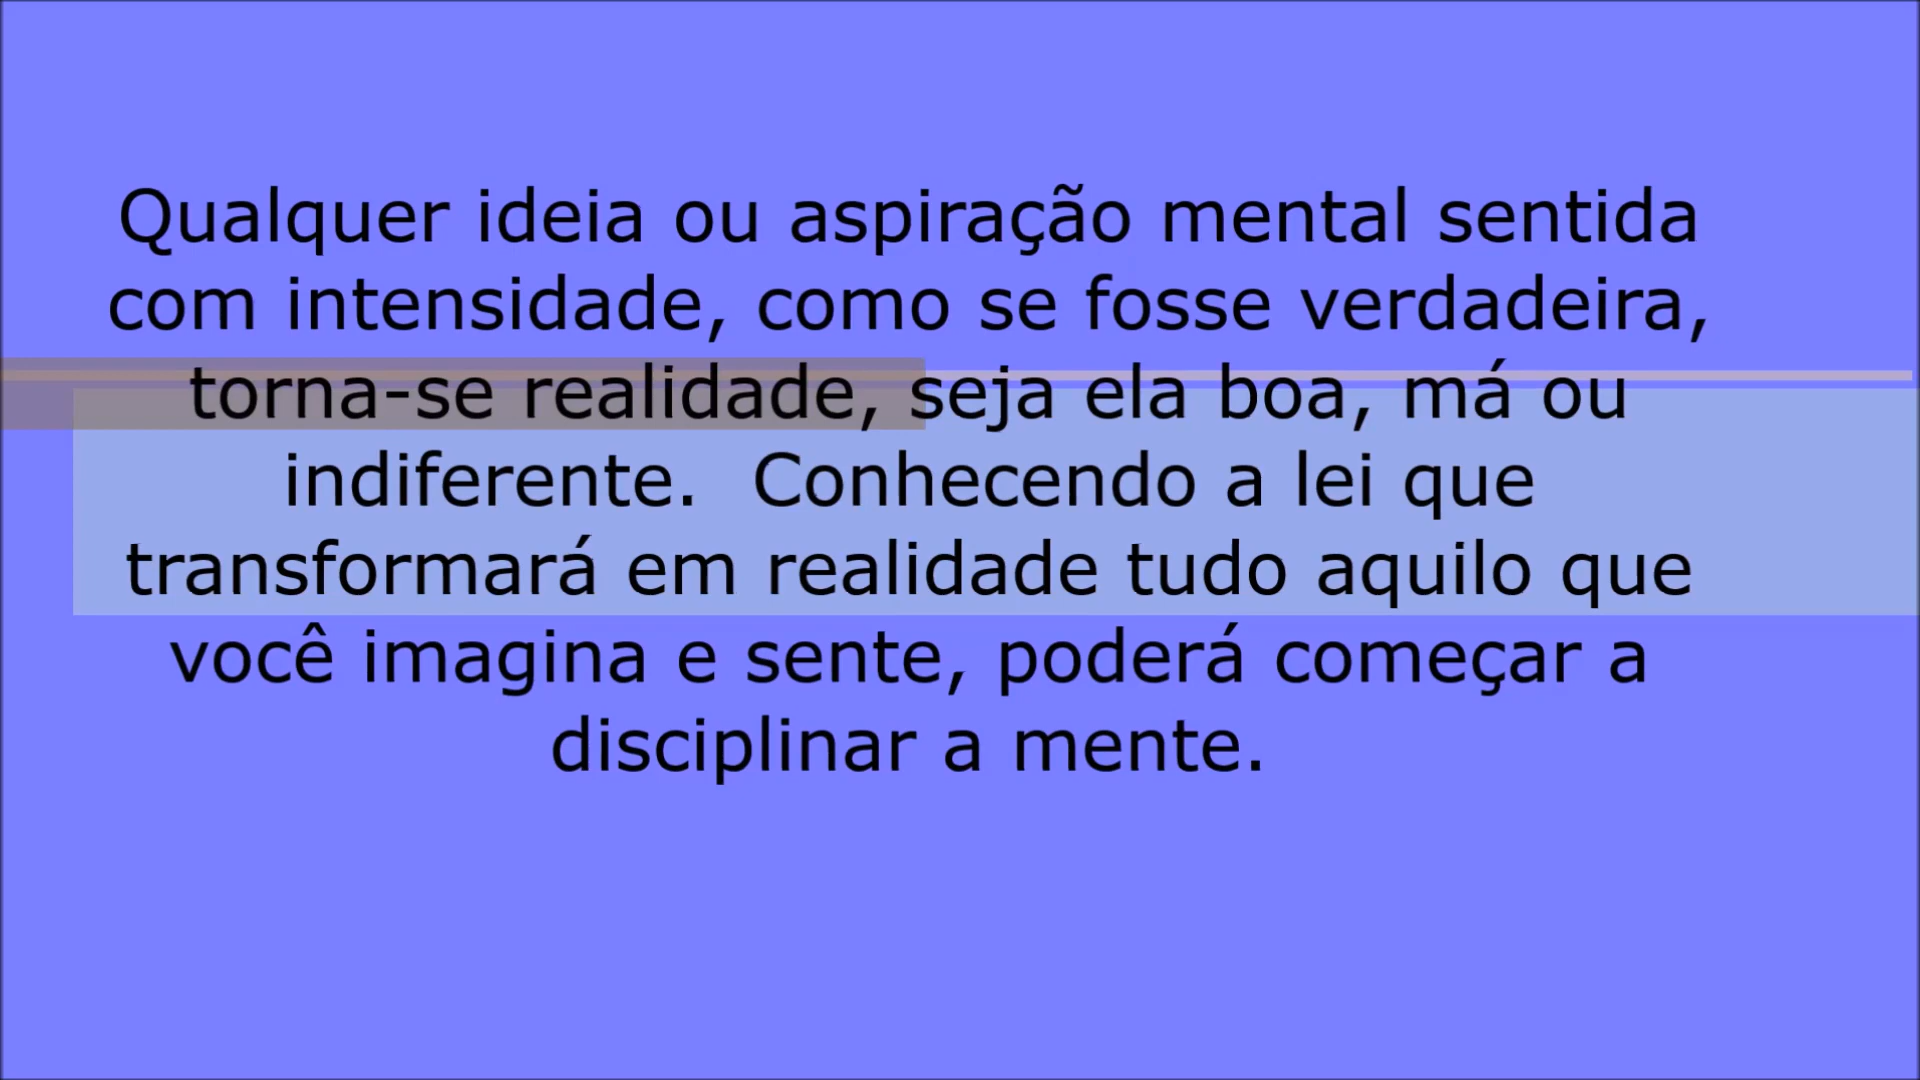 Qualquer ideia ou aspiração mental sentida
com intensidade, como se fosse verdadeira,
torna-se realidade, seja ela boa, má ou
indiferente.  Conhecendo a lei que
transformará em realidade tudo aquilo que
você imagina e sente, poderá começar a
disciplinar a mente.